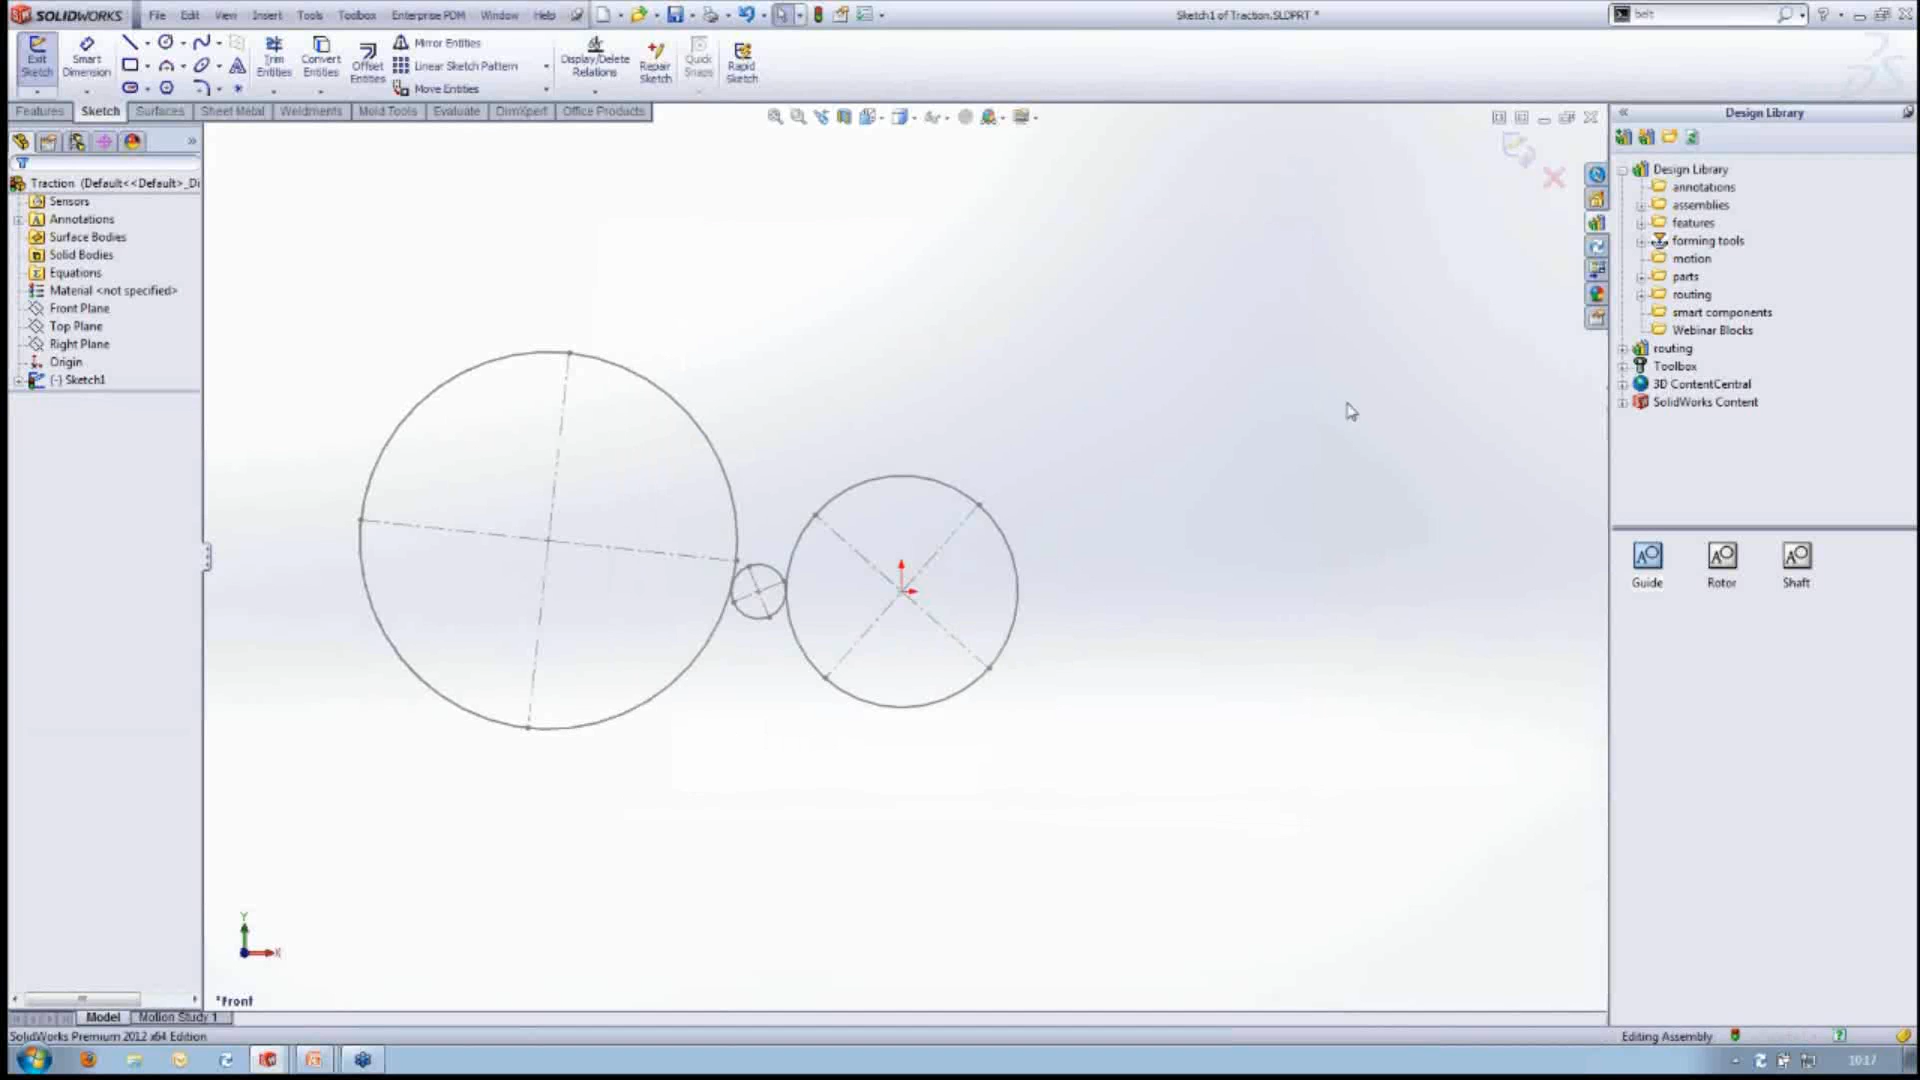 SOLIDWORKS File Edit View Insert Tools Toolbox Enterprise PDM Window Help Sketch1 of Traction.SLDPRT * belt
Exit Sketch Smart Dimension Trim Entities Convert Entities Offset Entities Mirror Entities Linear Sketch Pattern Move Entities Display/Delete Relations Repair Sketch Quick Snaps Rapid Sketch
Features Sketch Surfaces Sheet Metal Weldments Mold Tools Evaluate DimXpert Office Products
Design Library
Traction (Default<<Default>_Di
Sensors
Annotations
Surface Bodies
Solid Bodies
Equations
Material <not specified>
Front Plane
Top Plane
Right Plane
Origin
(-) Sketch1
Design Library
annotations
assemblies
features
forming tools
motion
parts
routing
smart components
Webinar Blocks
routing
Toolbox
3D ContentCentral
SolidWorks Content
Guide Rotor Shaft
Y
X
*Front
Model Motion Study 1
SolidWorks Premium 2012 x64 Edition Editing Assembly
10:17